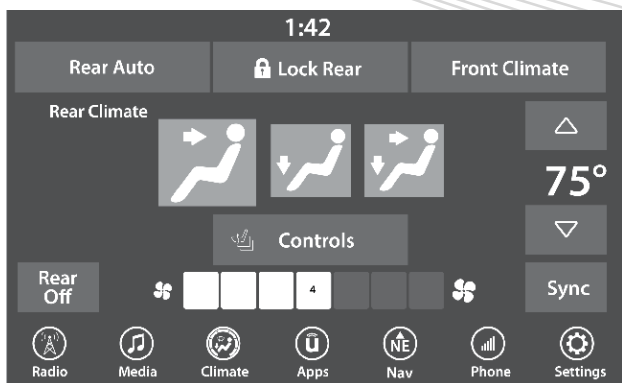 1:42
Rear Auto
Lock Rear
Front Climate
Rear Climate
75°
Controls
Rear
Off
4
Sync
Radio
Media
Climate
ū
Apps
NE
Nav
Phone
Settings